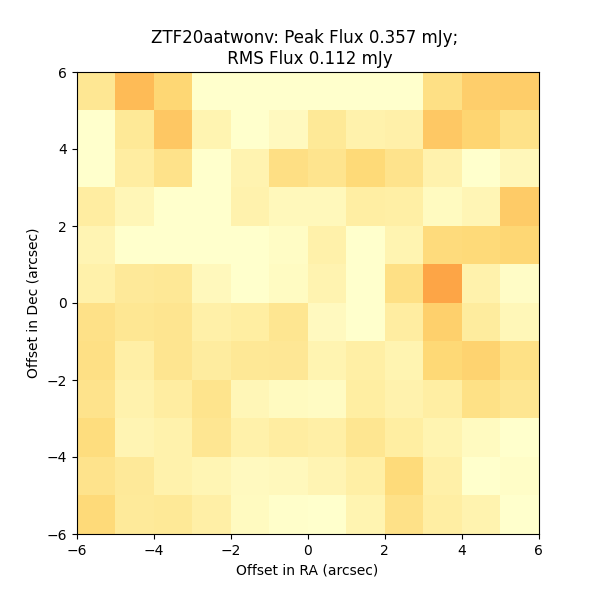 ZTF20aatwonv: Peak Flux 0.357 mJy;
RMS Flux 0.112 mJy
6
4
2
0
−2
−4
−6
Offset in Dec (arcsec)
−6 −4 −2 0 2 4 6
Offset in RA (arcsec)